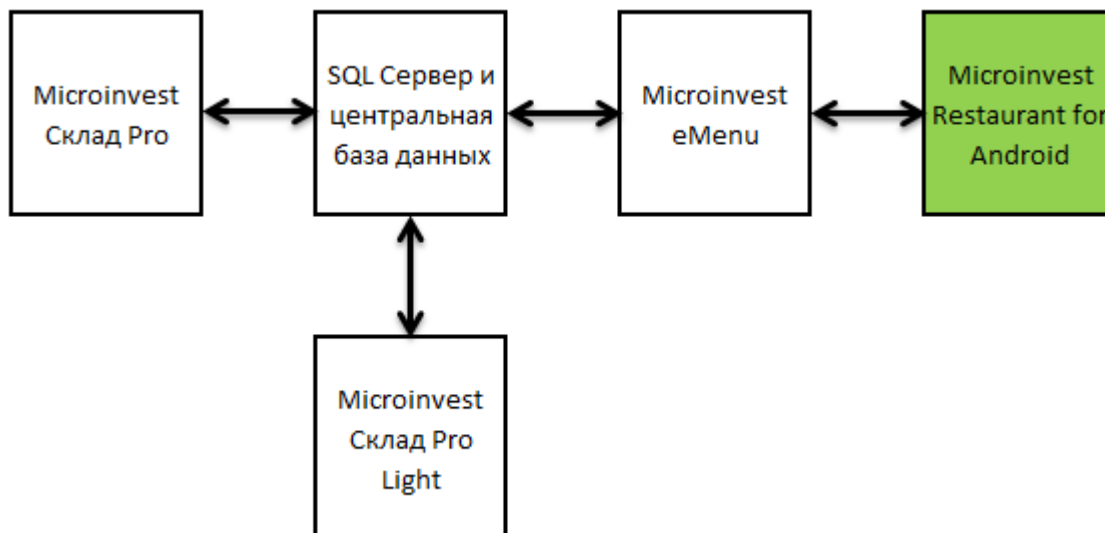 Microinvest
Склад Pro
SQL Сервер и
центральная
база данных
Microinvest
eMenu
Microinvest
Restaurant for
Android
Microinvest
Склад Pro
Light